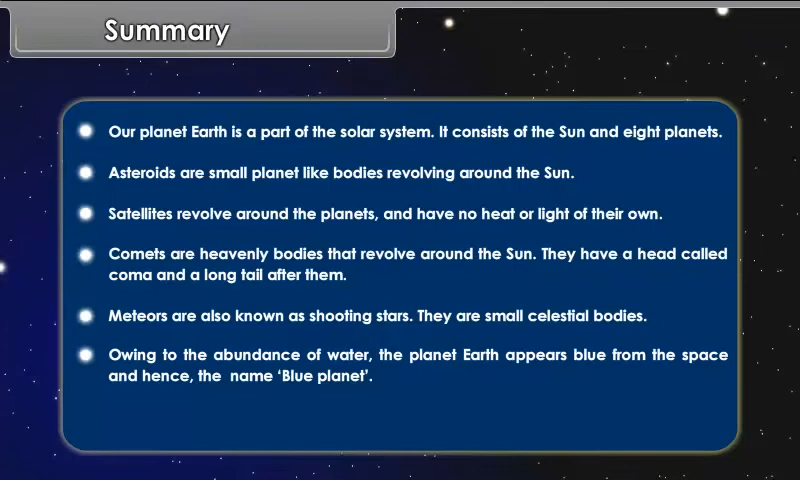 Summary
Our planet Earth is a part of the solar system. It consists of the Sun and eight planets.
Asteroids are small planet like bodies revolving around the Sun.
Satellites revolve around the planets, and have no heat or light of their own.
Comets are heavenly bodies that revolve around the Sun. They have a head called
coma and a long tail after them.
Meteors are also known as shooting stars. They are small celestial bodies.
Owing to the abundance of water, the planet Earth appears blue from the space
and hence, the name ‘Blue planet’.